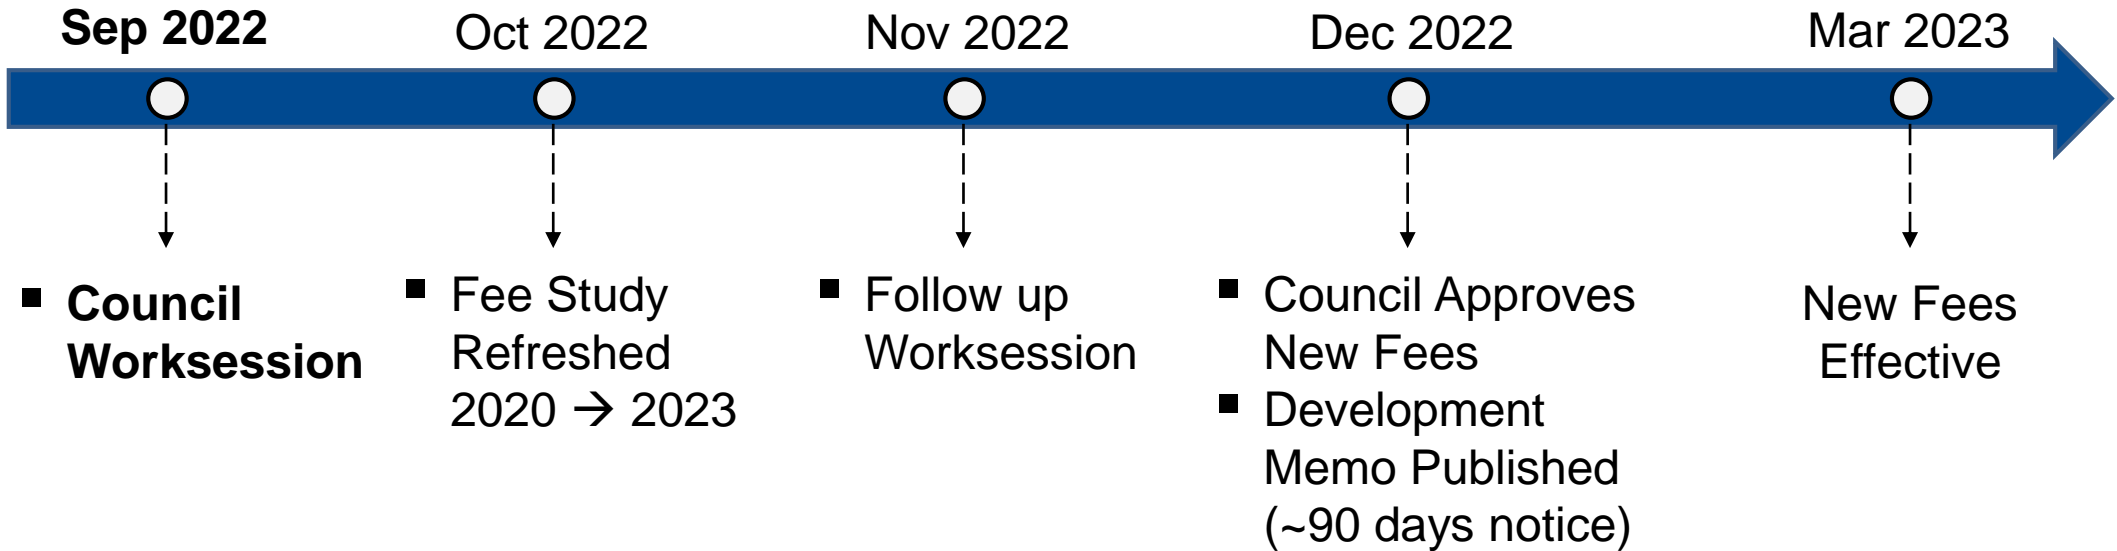 Sep 2022
Oct 2022
Nov 2022
Dec 2022
Mar 2023
▪ Council
Worksession
▪ Fee Study
Refreshed
2020 → 2023
▪ Follow up
Worksession
▪ Council Approves
New Fees
▪ Development
Memo Published
(~90 days notice)
New Fees
Effective